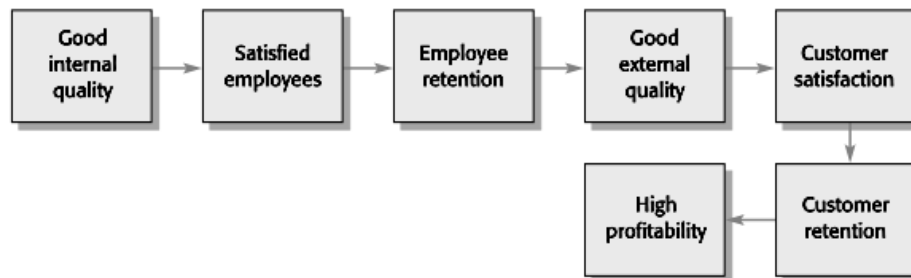 Good
internal
quality
Satisfied
employees
Employee
retention
Good
external
quality
Customer
satisfaction
High
profitability
Customer
retention